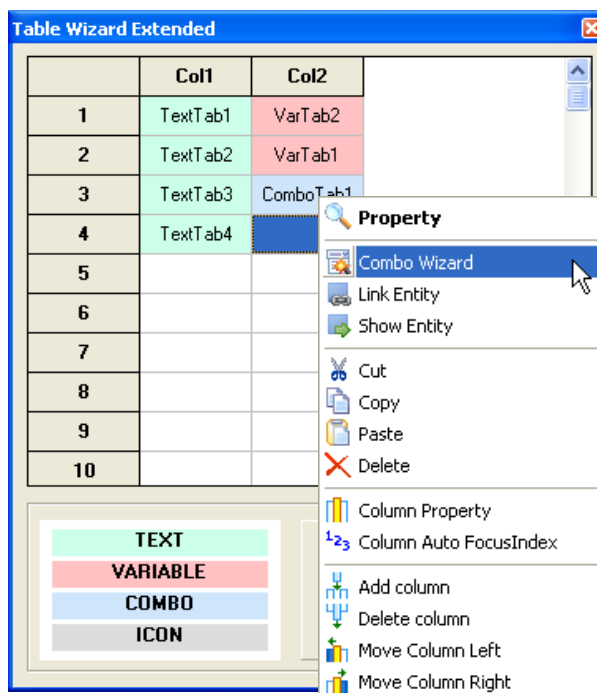 Table Wizard Extended
Col1 Col2
1 TextTab1 VarTab2
2 TextTab2 VarTab1
3 TextTab3 ComboTab1
4 TextTab4
5
6
7
8
9
10
Property
Combo Wizard
Link Entity
Show Entity
Cut
Copy
Paste
Delete
Column Property
123 Column Auto FocusIndex
Add column
Delete column
Move Column Left
Move Column Right
TEXT
VARIABLE
COMBO
ICON